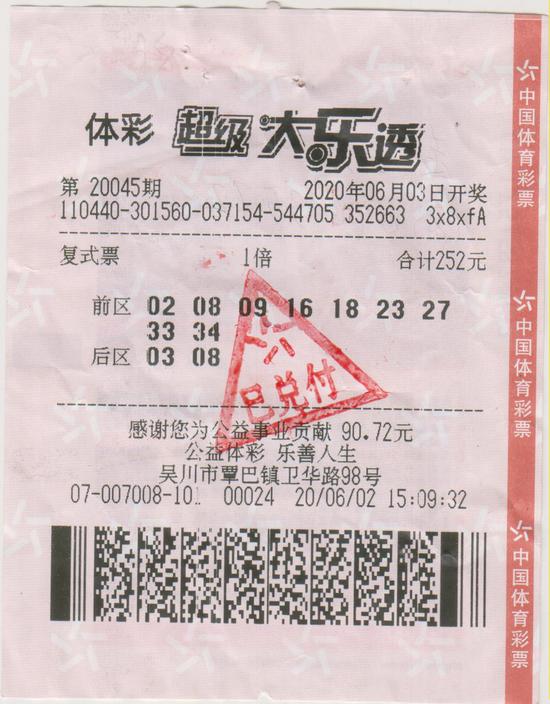 体彩 超级大乐透
第 20045期 2020年06月03日开奖
110440-301560-037154-544705 352663 3x8xfA
复式票 1倍 合计252元
前区 02 08 09 16 18 23 27
33 34
后区 03 08
已兑付
感谢您为公益事业贡献 90.72元
公益体彩 乐善人生
吴川市覃巴镇卫华路98号
07-007008-101 00024 20/06/02 15:09:32
中国体育彩票
中国体育彩票
中国体育彩票